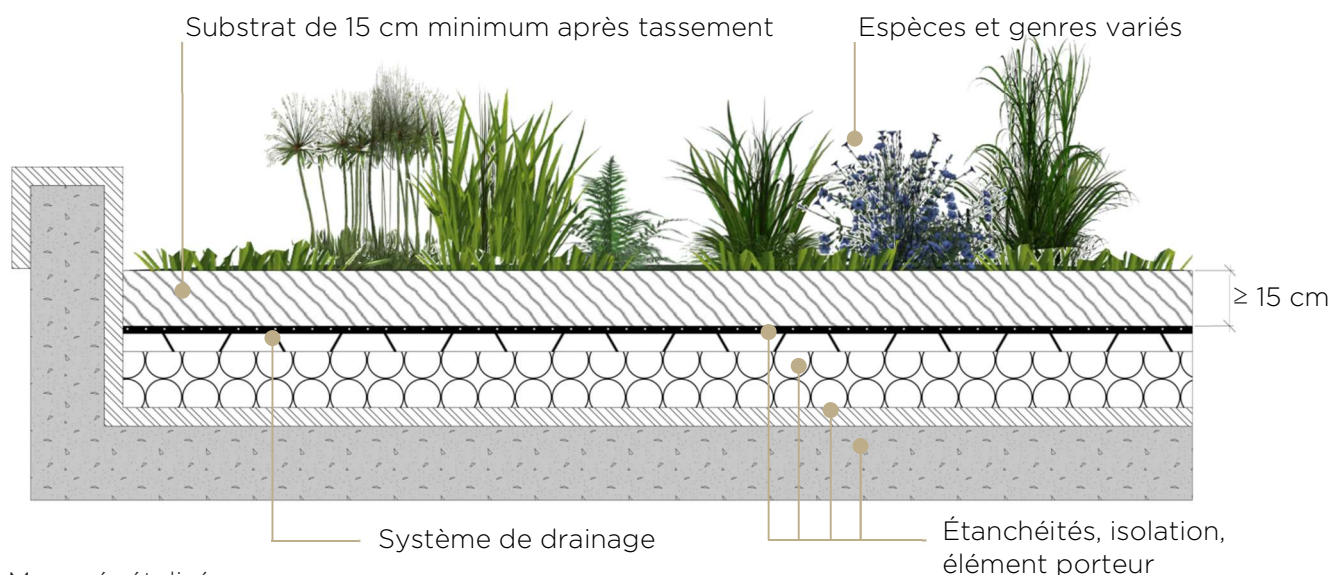 Substrat de 15 cm minimum après tassement
Espèces et genres variés
≥ 15 cm
Système de drainage
Étanchéités, isolation,
élément porteur